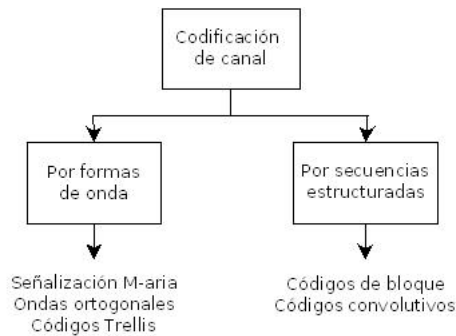 Codificación
de canal
Por formas
de onda
Por secuencias
estructuradas
Señalización M-aria
Ondas ortogonales
Códigos Trellis
Códigos de bloque
Códigos convolutivos